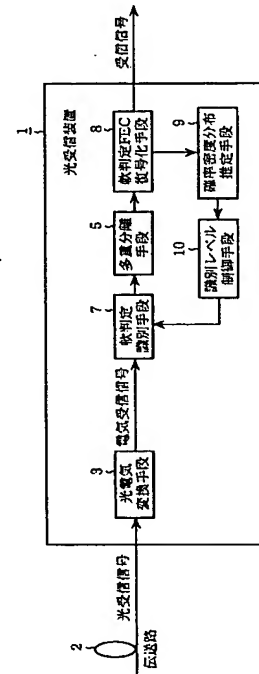 1
光受信装置
2
伝送路
光受信信号
3
光電気
変換手段
電気受信信号
7
軟判定
識別手段
5
多重分離
手段
8
軟判定FEC
復号化手段
受信信号
9
確率密度分布
推定手段
10
識別レベル
制御手段